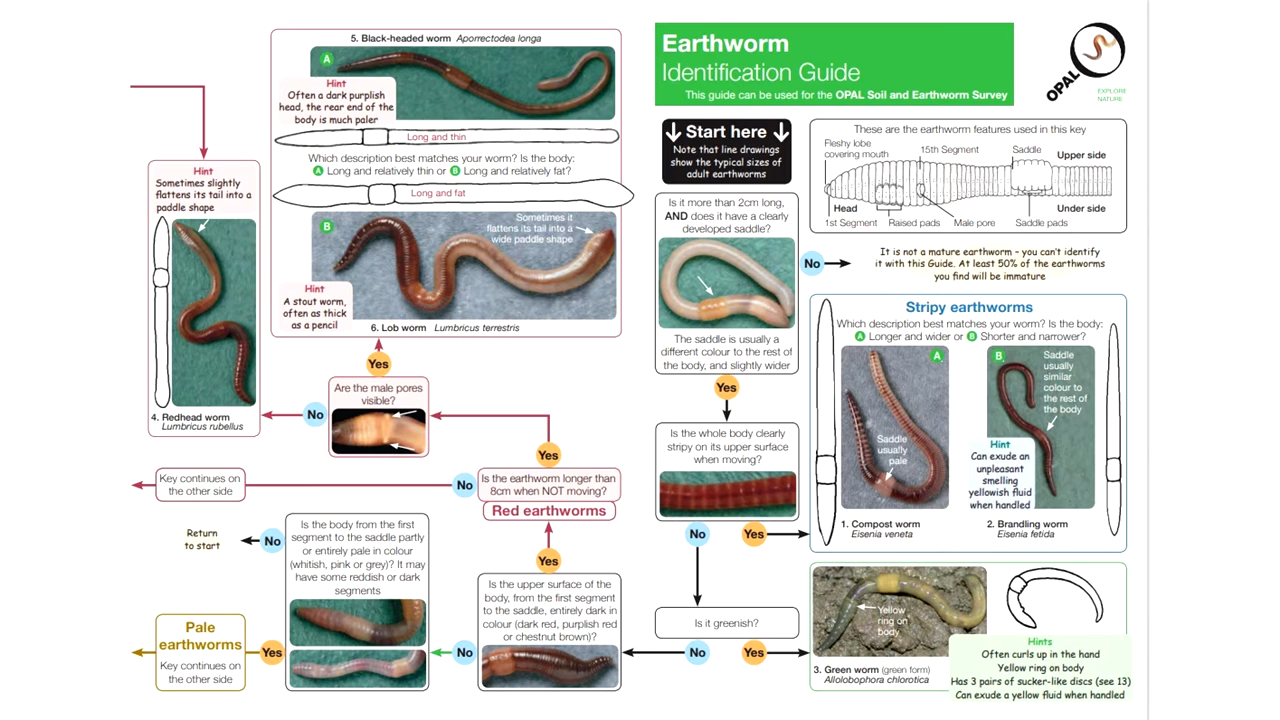 Earthworm
Identification Guide
This guide can be used for the OPAL Soil and Earthworm Survey
OPAL
EXPLORE
NATURE
Start here
Note that line drawings
show the typical sizes of
adult earthworms
These are the earthworm features used in this key
Fleshy lobe
covering mouth
15th Segment
Saddle
Upper side
Head
Under side
1st Segment
Raised pads
Male pore
Saddle pads
Is it more than 2cm long,
AND does it have a clearly
developed saddle?
The saddle is usually a
different colour to the rest of
the body, and slightly wider
No
It is not a mature earthworm – you can't identify
it with this Guide. At least 50% of the earthworms
you find will be immature
Yes
Is the whole body clearly
stripy on its upper surface
when moving?
No
Yes
Stripy earthworms
Which description best matches your worm? Is the body:
A Longer and wider or B Shorter and narrower?
A
Saddle
usually
pale
B
Saddle
usually
similar
colour to
the rest of
the body
Hint
Can exude an
unpleasant
smelling
yellowish fluid
when handled
1. Compost worm
Eisenia veneta
2. Brandling worm
Eisenia fetida
Is it greenish?
No
Yes
Yellow
ring on
body
3. Green worm (green form)
Allolobophora chlorotica
Hints
Often curls up in the hand
Yellow ring on body
Has 3 pairs of sucker-like discs (see 13)
Can exude a yellow fluid when handled
Is the upper surface of the
body, from the first segment
to the saddle, entirely dark in
colour (dark red, purplish red
or chestnut brown)?
Yes
No
Red earthworms
Is the earthworm longer than
8cm when NOT moving?
Yes
No
Key continues on
the other side
Are the male pores
visible?
Yes
No
5. Black-headed worm Aporrectodea longa
A
Hint
Often a dark purplish
head, the rear end of the
body is much paler
Long and thin
Which description best matches your worm? Is the body:
A Long and relatively thin or B Long and relatively fat?
Long and fat
B
Sometimes it
flattens its tail into a
wide paddle shape
Hint
A stout worm,
often as thick
as a pencil
6. Lob worm Lumbricus terrestris
Hint
Sometimes slightly
flattens its tail into a
paddle shape
4. Redhead worm
Lumbricus rubellus
Is the body from the first
segment to the saddle partly
or entirely pale in colour
(whitish, pink or grey)? It may
have some reddish or dark
segments
No
Return
to start
Yes
Pale
earthworms
Key continues on
the other side